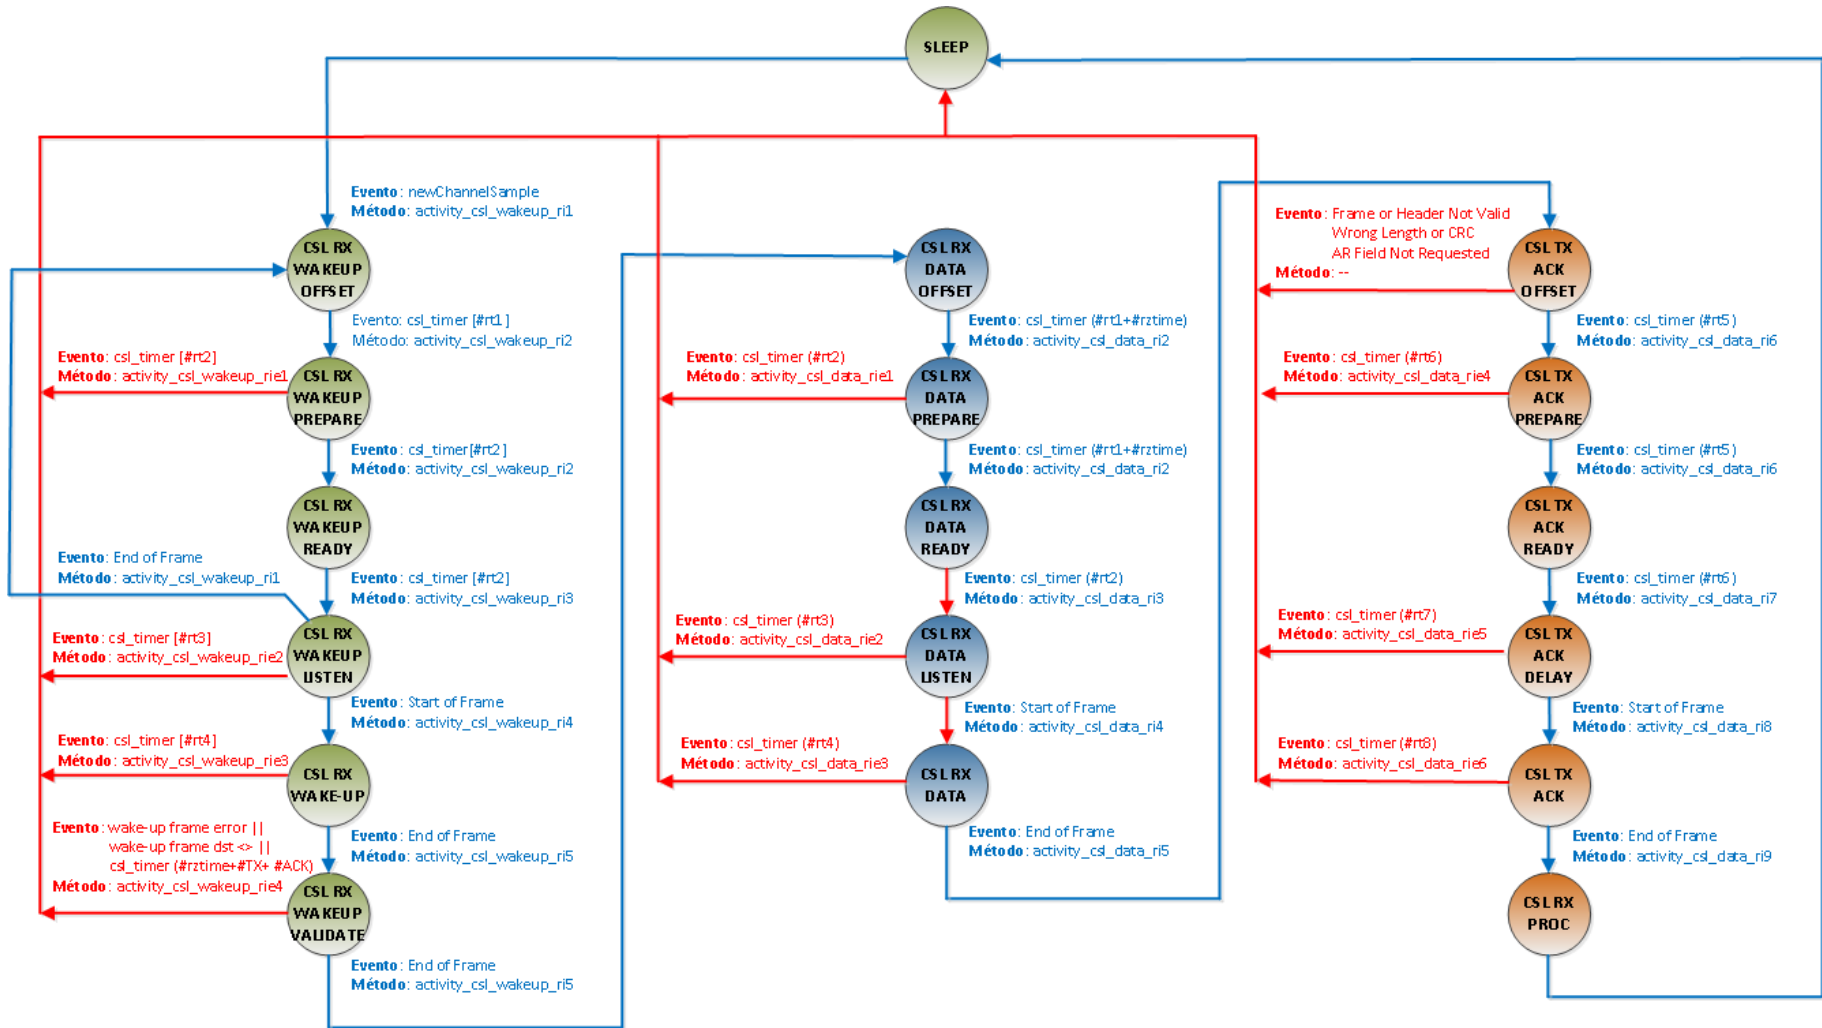 SLEEP
Evento: newChannelSample
Método: activity_csl_wakeup_ri1
CSL RX
WAKEUP
OFFSET
Evento: csl_timer [#rt1]
Método: activity_csl_wakeup_ri2
Evento: csl_timer [#rt2]
Método: activity_csl_wakeup_rie1
CSL RX
WAKEUP
PREPARE
Evento: csl_timer[#rt2]
Método: activity_csl_wakeup_ri2
CSL RX
WAKEUP
READY
Evento: End of Frame
Método: activity_csl_wakeup_ri1
Evento: csl_timer [#rt2]
Método: activity_csl_wakeup_ri3
Evento: csl_timer [#rt3]
Método: activity_csl_wakeup_rie2
CSL RX
WAKEUP
LISTEN
Evento: Start of Frame
Método: activity_csl_wakeup_ri4
Evento: csl_timer [#rt4]
Método: activity_csl_wakeup_rie3
CSL RX
WAKE-UP
Evento: End of Frame
Método: activity_csl_wakeup_ri5
Evento: wake-up frame error ||
wake-up frame dst <> ||
csl_timer (#rztime+#TX+ #ACK)
Método: activity_csl_wakeup_rie4
CSL RX
WAKEUP
VALIDATE
Evento: End of Frame
Método: activity_csl_wakeup_ri5
CSL RX
DATA
OFFSET
Evento: csl_timer (#rt1+#rztime)
Método: activity_csl_data_ri2
Evento: csl_timer (#rt2)
Método: activity_csl_data_rie1
CSL RX
DATA
PREPARE
Evento: csl_timer (#rt1+#rztime)
Método: activity_csl_data_ri2
CSL RX
DATA
READY
Evento: csl_timer (#rt2)
Método: activity_csl_data_ri3
Evento: csl_timer (#rt3)
Método: activity_csl_data_rie2
CSL RX
DATA
LISTEN
Evento: Start of Frame
Método: activity_csl_data_ri4
Evento: csl_timer (#rt4)
Método: activity_csl_data_rie3
CSL RX
DATA
Evento: End of Frame
Método: activity_csl_data_ri5
Evento: Frame or Header Not Valid
Wrong Length or CRC
AR Field Not Requested
Método: --
CSL TX
ACK
OFFSET
Evento: csl_timer (#rt5)
Método: activity_csl_data_ri6
Evento: csl_timer (#rt6)
Método: activity_csl_data_rie4
CSL TX
ACK
PREPARE
Evento: csl_timer (#rt5)
Método: activity_csl_data_ri6
CSL TX
ACK
READY
Evento: csl_timer (#rt6)
Método: activity_csl_data_ri7
Evento: csl_timer (#rt7)
Método: activity_csl_data_rie5
CSL TX
ACK
DELAY
Evento: Start of Frame
Método: activity_csl_data_ri8
Evento: csl_timer (#rt8)
Método: activity_csl_data_rie6
CSL TX
ACK
Evento: End of Frame
Método: activity_csl_data_ri9
CSL RX
PROC